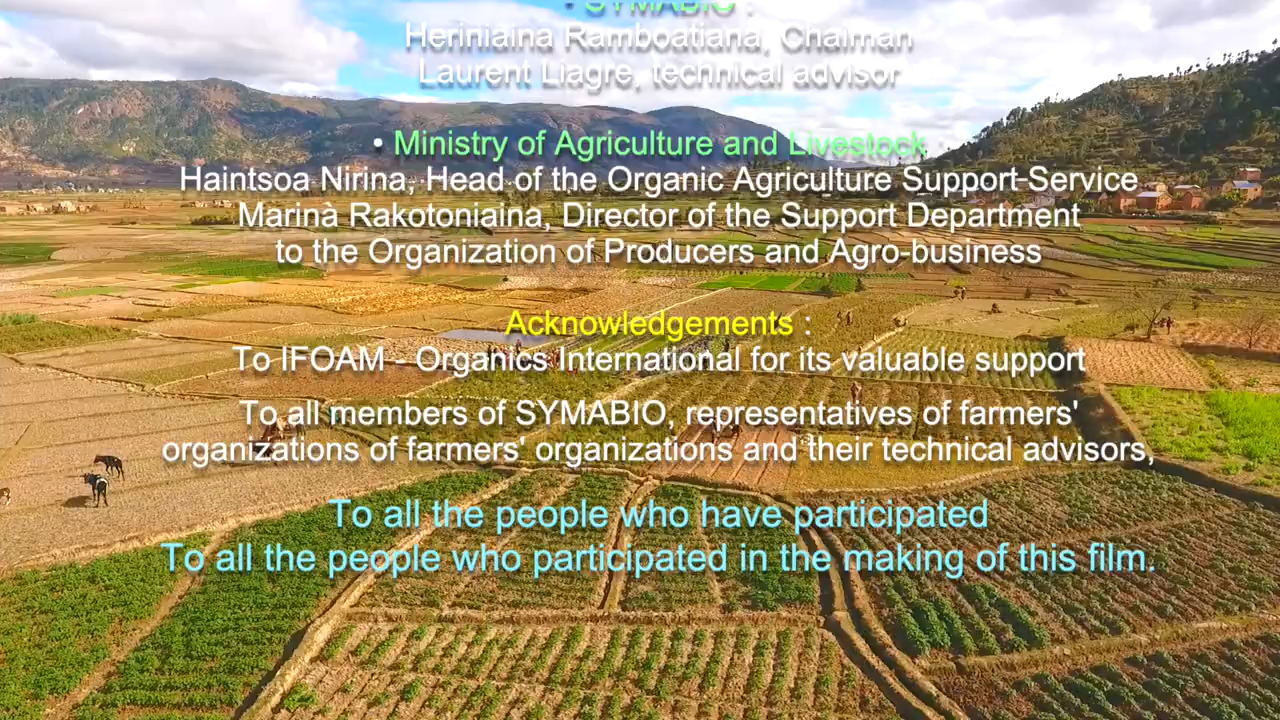 • SYMABIO :
Heriniaina Ramboatiana, Chaiman
Laurent Liagre, technical advisor
• Ministry of Agriculture and Livestock :
Haintsoa Nirina, Head of the Organic Agriculture Support Service
Marinà Rakotoniaina, Director of the Support Department
to the Organization of Producers and Agro-business
Acknowledgements :
To IFOAM - Organics International for its valuable support
To all members of SYMABIO, representatives of farmers'
organizations of farmers' organizations and their technical advisors,
To all the people who have participated
To all the people who participated in the making of this film.